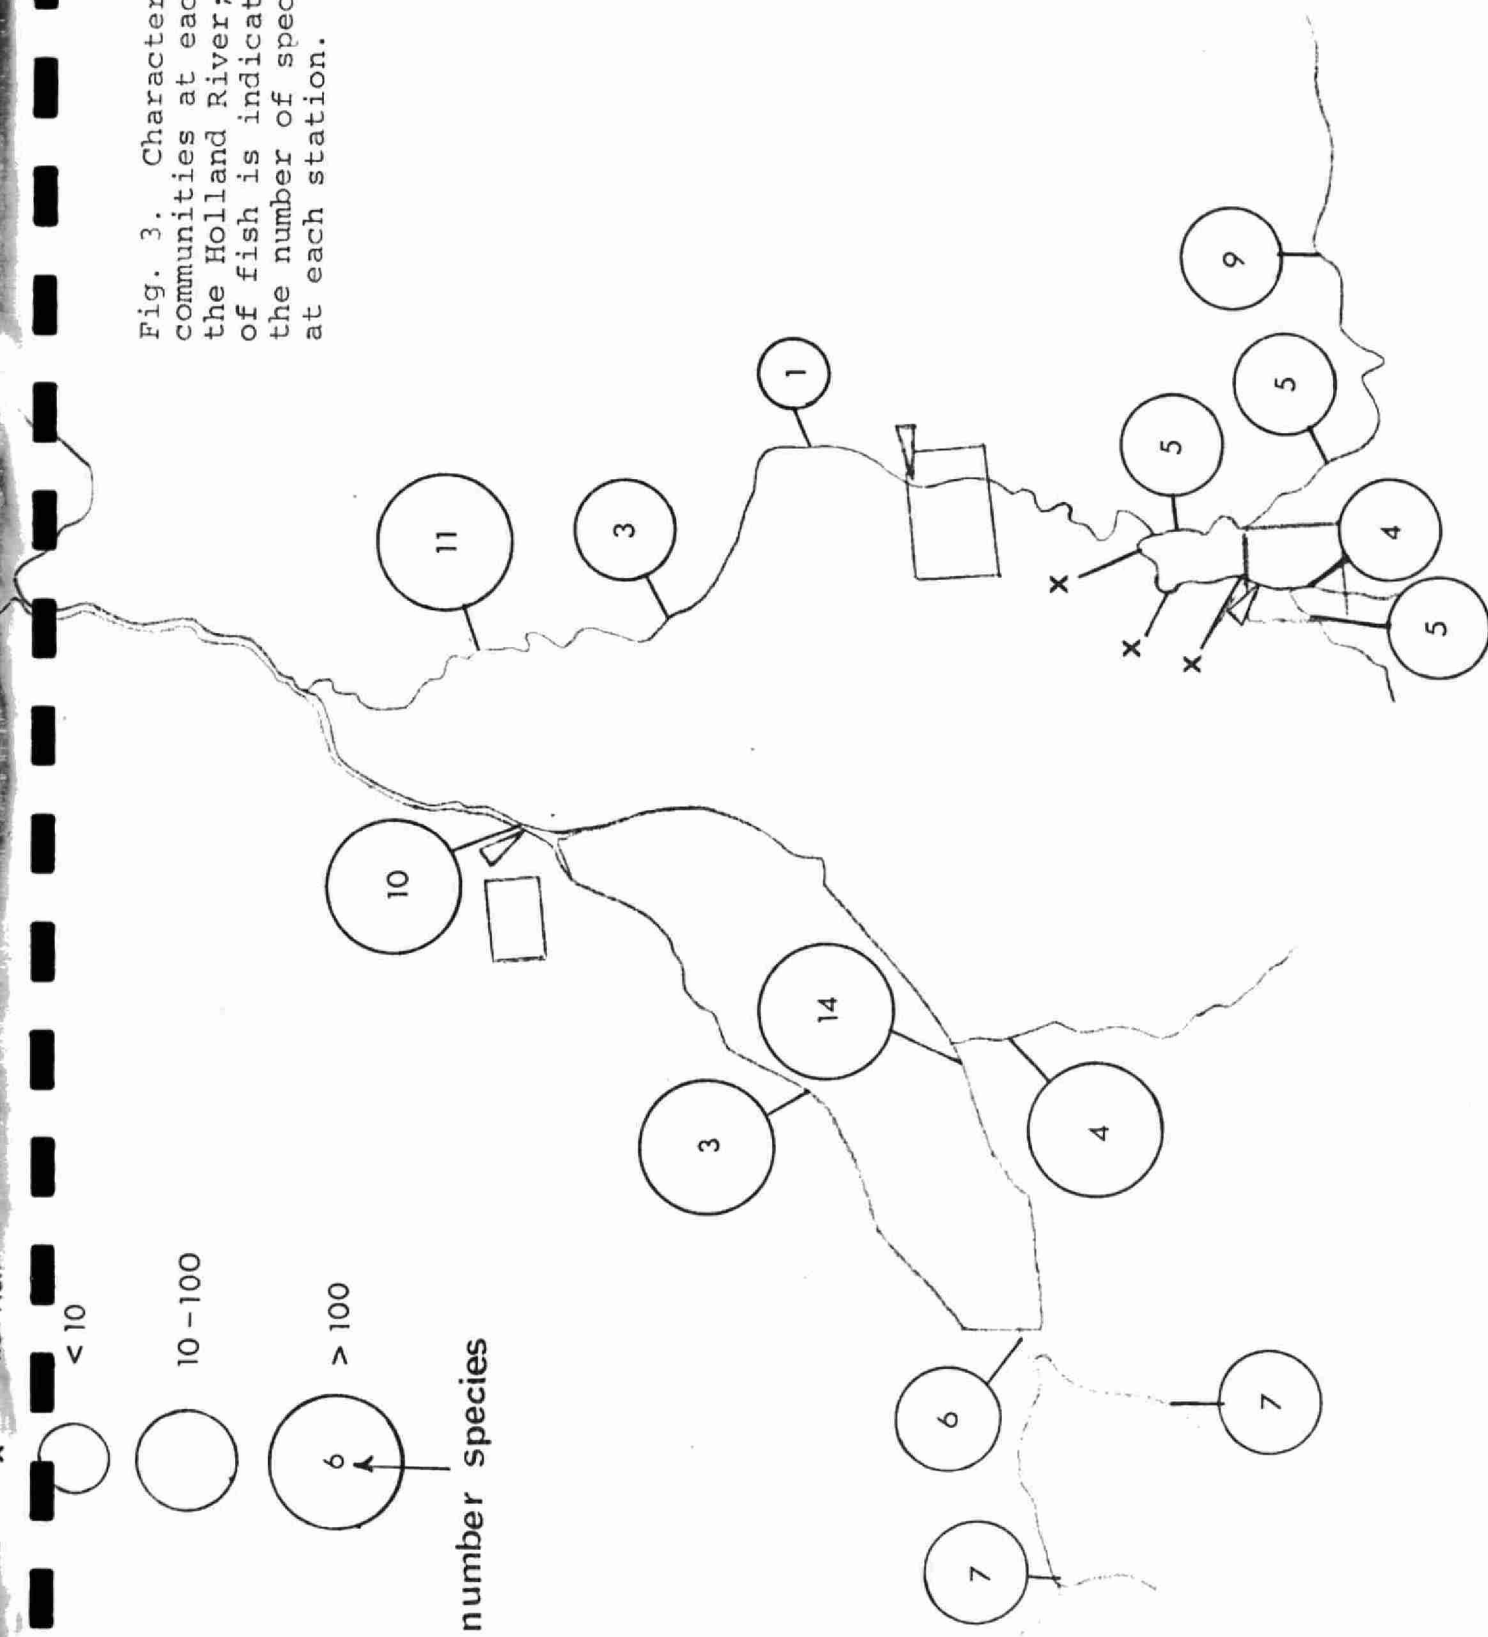 < 10
Fig. 3. Character
communities at eac
the Holland River;
of fish is indicat
the number of spec
at each station.
10-100
> 100
6
10
11
number species
3
3
1
14
6
7
X
4
X
5
X
9
7
5
4
5